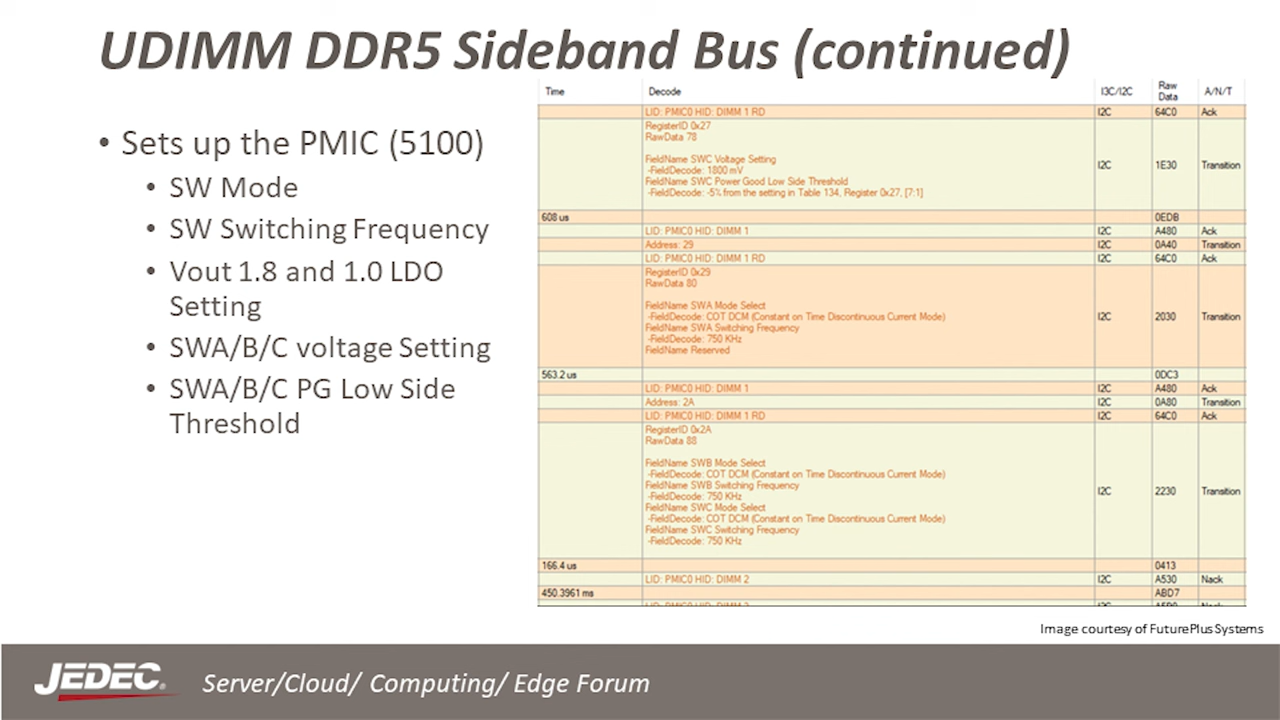 UDIMM DDR5 Sideband Bus (continued)
• Sets up the PMIC (5100)
• SW Mode
• SW Switching Frequency
• Vout 1.8 and 1.0 LDO
Setting
• SWA/B/C voltage Setting
• SWA/B/C PG Low Side
Threshold
Time Decode I3C/I2C Raw Data A/N/T
LID: PMIC0 HID: DIMM 1 RD I2C 64C0 Ack
RegisterID 0x27
RawData 78
FieldName SWC Voltage Setting
-FieldDecode: 1800 mV I2C 1E30 Transition
FieldName SWC Power Good Low Side Threshold
-FieldDecode: -5% from the setting in Table 134, Register 0x27, [7:1]
608 us 0EDB
LID: PMIC0 HID: DIMM 1 I2C A480 Ack
Address: 29 I2C 0A40 Transition
LID: PMIC0 HID: DIMM 1 RD I2C 64C0 Ack
RegisterID 0x29
RawData 80
FieldName SWA Mode Select
-FieldDecode: COT DCM (Constant on Time Discontinuous Current Mode) I2C 2030 Transition
FieldName SWA Switching Frequency
-FieldDecode: 750 KHz
FieldName Reserved
563.2 us 0DC3
LID: PMIC0 HID: DIMM 1 I2C A480 Ack
Address: 2A I2C 0A80 Transition
LID: PMIC0 HID: DIMM 1 RD I2C 64C0 Ack
RegisterID 0x2A
RawData 88
FieldName SWB Mode Select
-FieldDecode: COT DCM (Constant on Time Discontinuous Current Mode)
FieldName SWB Switching Frequency
-FieldDecode: 750 KHz I2C 2230 Transition
FieldName SWC Mode Select
-FieldDecode: COT DCM (Constant on Time Discontinuous Current Mode)
FieldName SWC Switching Frequency
-FieldDecode: 750 KHz
166.4 us 0413
LID: PMIC0 HID: DIMM 2 I2C A530 Nack
450.3961 ms ABD7
Image courtesy of FuturePlus Systems
JEDEC.
Server/Cloud/ Computing/ Edge Forum